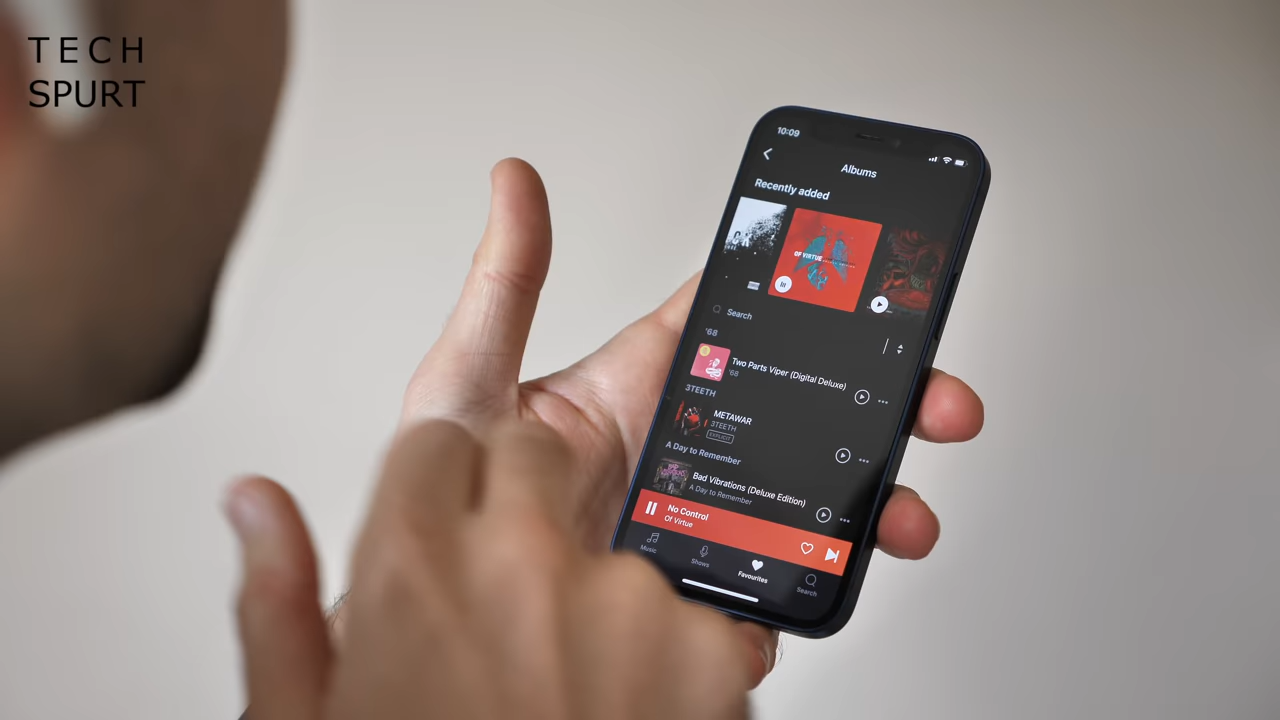 TECH
SPURT
10:09
Albums
Recently added
OF VIRTUE
Search
'68
Two Parts Viper (Digital Deluxe)
'68
3TEETH
METAWAR
3TEETH
EXPLICIT
A Day to Remember
Bad Vibrations (Deluxe Edition)
A Day to Remember
No Control
Of Virtue
Music
Shows
Favourites
Search